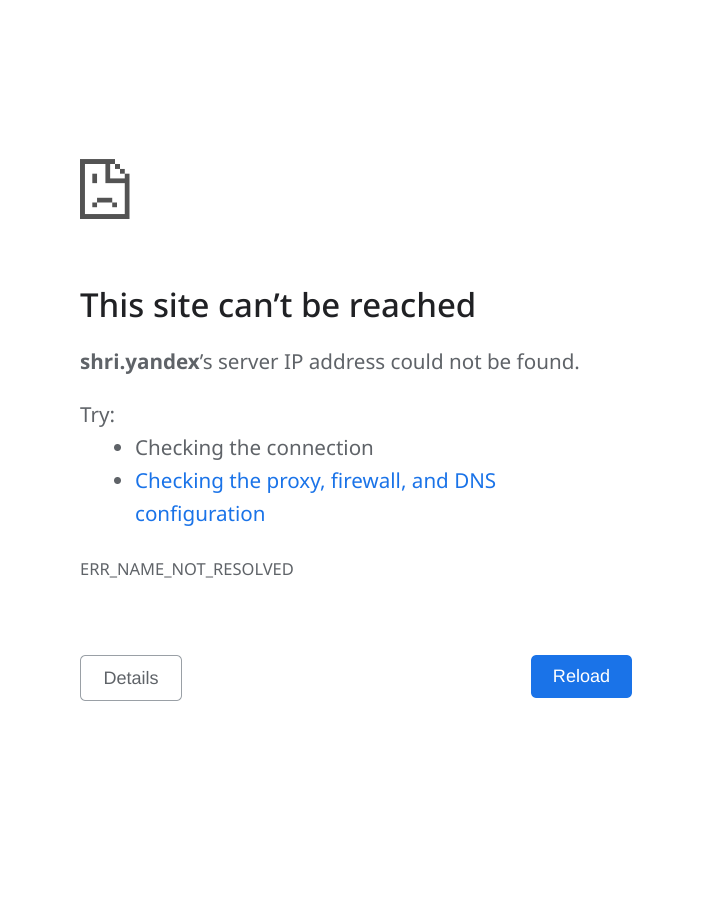 This site can’t be reached
shri.yandex’s server IP address could not be found.
Try:
Checking the connection
Checking the proxy, firewall, and DNS
configuration
ERR_NAME_NOT_RESOLVED
Details
Reload